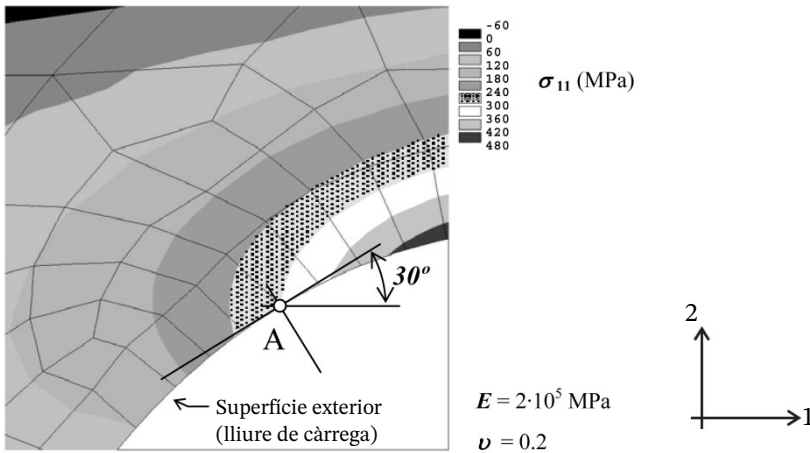 -60
0
60
120
180
240
300
360
420
480
σ11 (MPa)
30º
A
Superfície exterior
(lliure de càrrega)
E = 2·10⁵ MPa
υ = 0.2
2
1